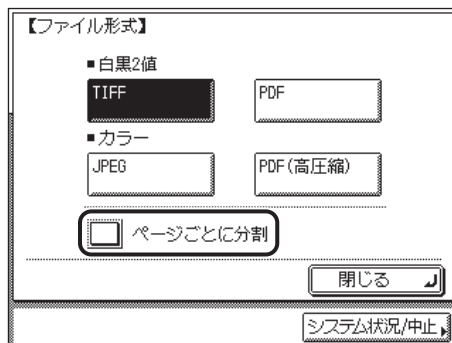 【ファイル形式】
■白黒2値
TIFF PDF
■カラー
JPEG PDF(高圧縮)
ページごとに分割
閉じる
システム状況/中止